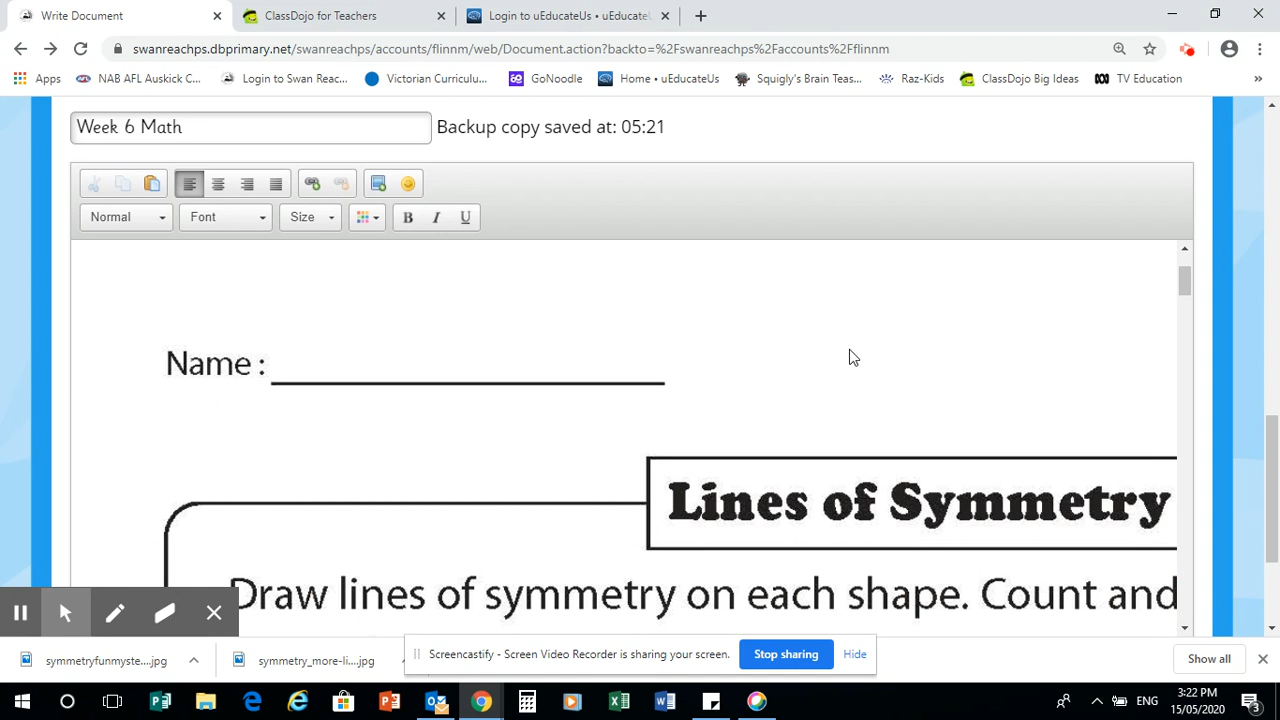 Write Document
ClassDojo for Teachers
Login to uEducateUs • uEducate
swanreachps.dbprimary.net/swanreachps/accounts/flinnm/web/Document.action?backto=%2Fswanreachps%2Faccounts%2Fflinnm
Apps
NAB AFL Auskick C...
Login to Swan Reac...
Victorian Curriculu...
GoNoodle
Home • uEducateUs
Squigly's Brain Teas...
Raz-Kids
ClassDojo Big Ideas
TV Education
»
Week 6 Math
Backup copy saved at: 05:21
Normal
Font
Size
B I U
Name :
Lines of Symmetry
Draw lines of symmetry on each shape. Count and
symmetryfunmyste....jpg
symmetry_more-li....jpg
Screencastify - Screen Video Recorder is sharing your screen.
Stop sharing
Hide
Show all
ENG
3:22 PM
15/05/2020
3